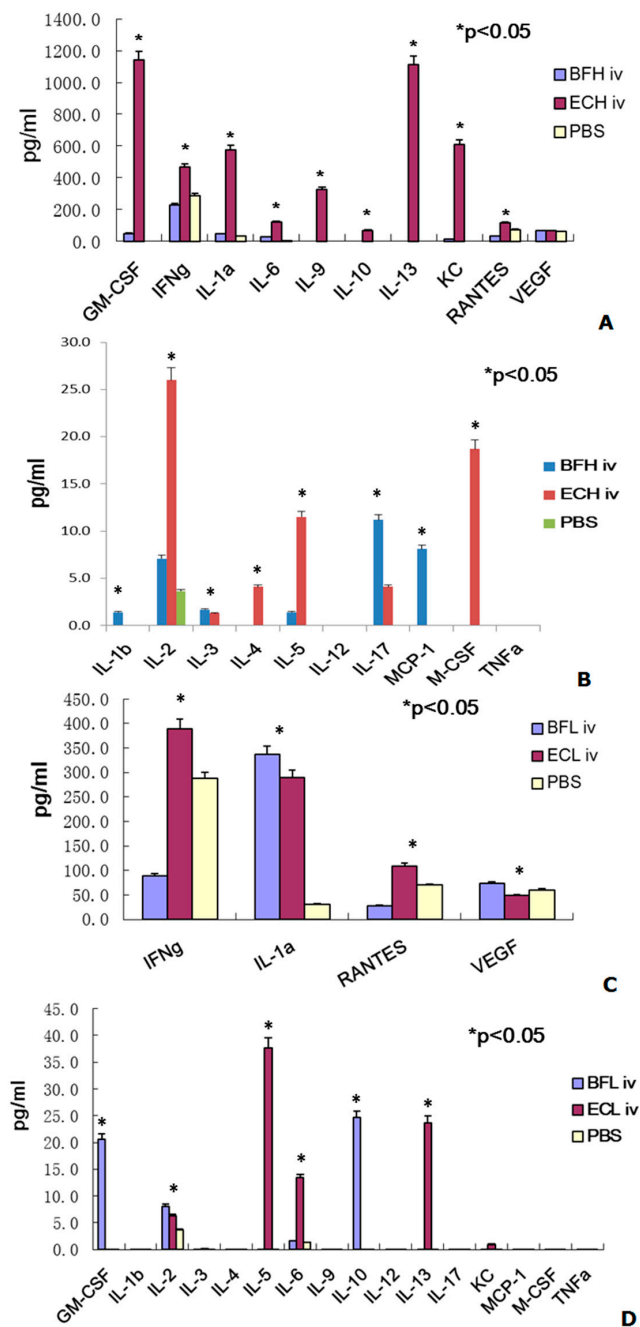 *p<0.05
1400.0
1200.0
1000.0
800.0
600.0
400.0
200.0
0.0
pg/ml
* * * * * * * * *
BFH iv
ECH iv
PBS
GM-CSF IFNg IL-1a IL-6 IL-9 IL-10 IL-13 KC RANTES VEGF
A
*p<0.05
30.0
25.0
20.0
15.0
10.0
5.0
0.0
pg/ml
* * * * * * * *
BFH iv
ECH iv
PBS
IL-1b IL-2 IL-3 IL-4 IL-5 IL-12 IL-17 MCP-1 M-CSF TNFa
B
*p<0.05
450.0
400.0
350.0
300.0
250.0
200.0
150.0
100.0
50.0
0.0
pg/ml
* * * *
BFL iv
ECL iv
PBS
IFNg IL-1a RANTES VEGF
C
*p<0.05
45.0
40.0
35.0
30.0
25.0
20.0
15.0
10.0
5.0
0.0
pg/ml
* * * * * *
BFL iv
ECL iv
PBS
GM-CSF IL-1b IL-2 IL-3 IL-4 IL-5 IL-6 IL-9 IL-10 IL-12 IL-13 IL-17 KC MCP-1 M-CSF TNFa
D